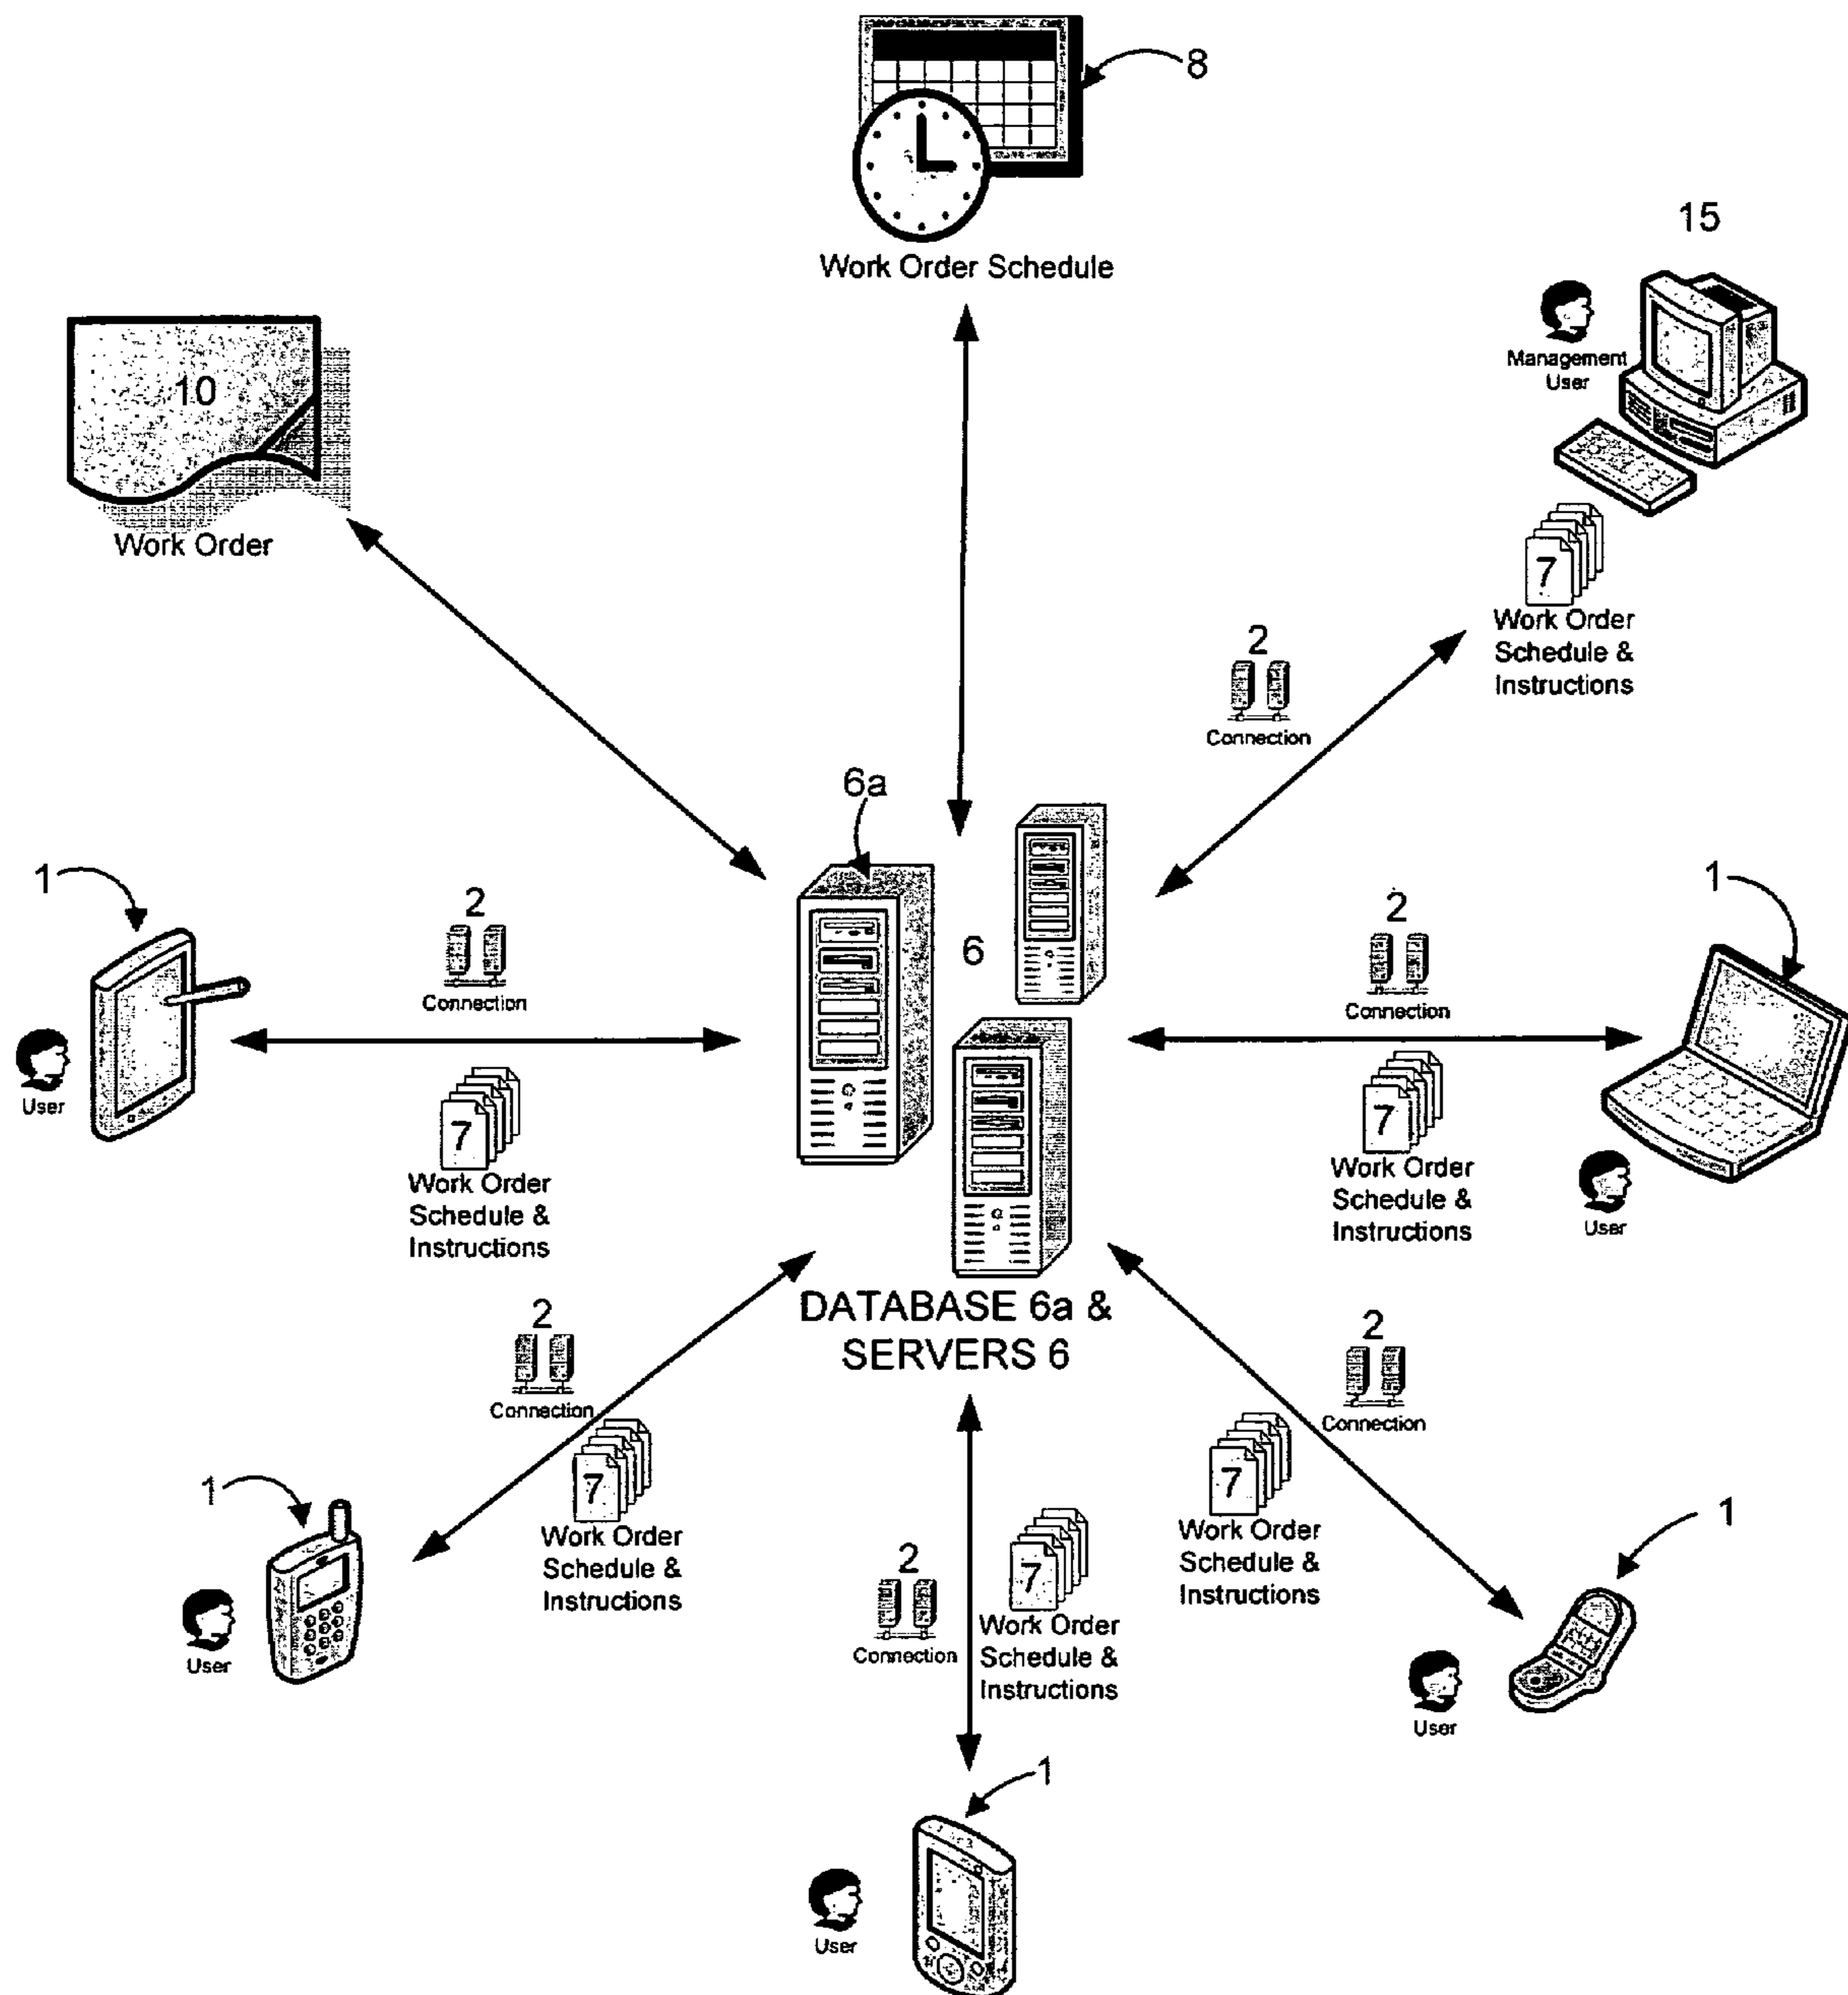 8
Work Order Schedule
15
Management
User
10
Work Order
7
Work Order
Schedule &
Instructions
2
Connection
6a
6
1
2
Connection
User
7
Work Order
Schedule &
Instructions
2
Connection
1
7
Work Order
Schedule &
Instructions
User
DATABASE 6a &
SERVERS 6
2
Connection
7
Work Order
Schedule &
Instructions
1
User
2
Connection
7
Work Order
Schedule &
Instructions
1
User
2
Connection
7
Work Order
Schedule &
Instructions
1
User